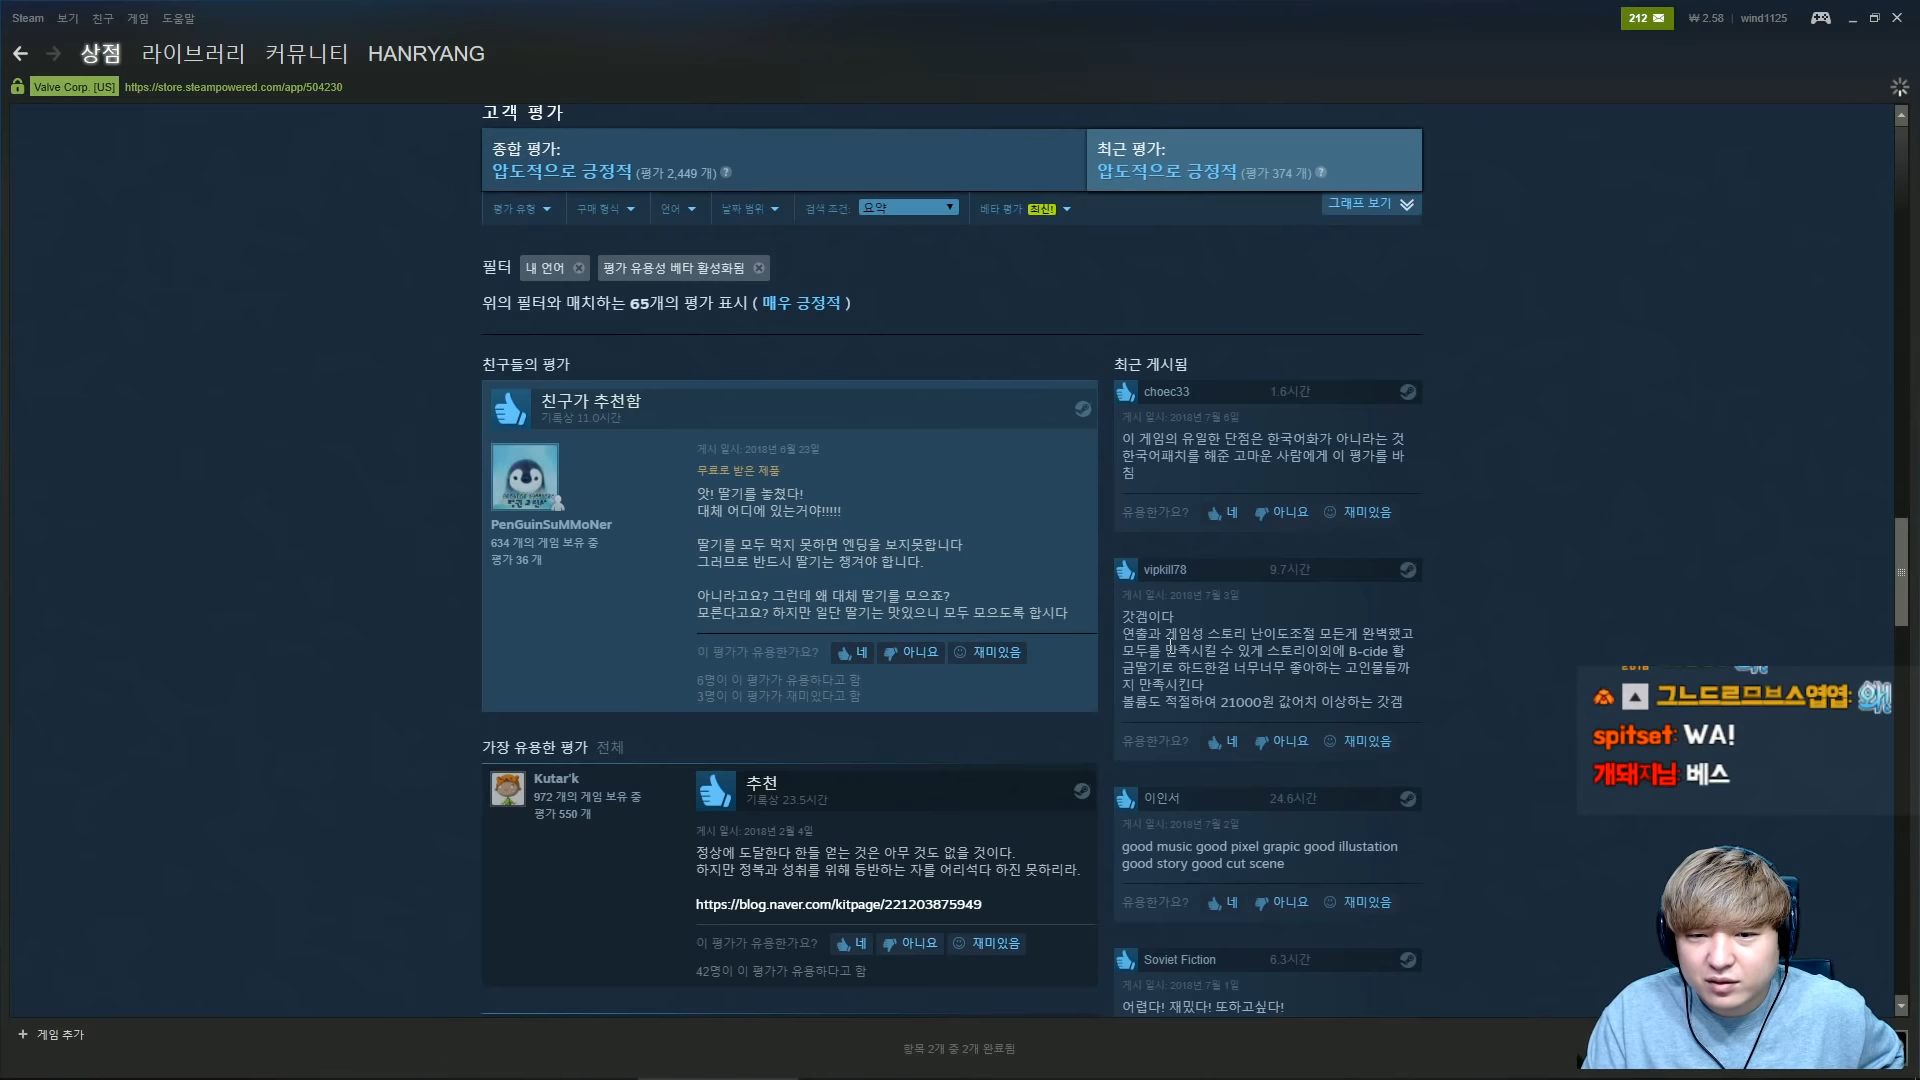 Steam 보기 친구 게임 도움말
212
₩ 2.58 wind1125
상점 라이브러리 커뮤니티 HANRYANG
Valve Corp. [US] https://store.steampowered.com/app/504230
고객 평가
종합 평가:
압도적으로 긍정적 (평가 2,449 개) ?
최근 평가:
압도적으로 긍정적 (평가 374 개) ?
평가 유형 구매 형식 언어 날짜 범위 검색 조건: 요약 베타 평가 최신! 그래프 보기
필터 내 언어 평가 유용성 베타 활성화됨
위의 필터와 매치하는 65개의 평가 표시 ( 매우 긍정적 )
친구들의 평가
친구가 추천함
기록상 11.0시간
PenGuinSuMMoNer
634 개의 게임 보유 중
평가 36 개
게시 일시: 2018년 6월 23일
무료로 받은 제품
앗! 딸기를 놓쳤다!
대체 어디에 있는거야!!!!!
딸기를 모두 먹지 못하면 엔딩을 보지못합니다
그러므로 반드시 딸기는 챙겨야 합니다.
아니라고요? 그런데 왜 대체 딸기를 모으죠?
모른다고요? 하지만 일단 딸기는 맛있으니 모두 모으도록 합시다
이 평가가 유용한가요? 네 아니요 재미있음
6명이 이 평가가 유용하다고 함
3명이 이 평가가 재미있다고 함
가장 유용한 평가 전체
Kutar'k
972 개의 게임 보유 중
평가 550 개
추천
기록상 23.5시간
게시 일시: 2018년 2월 4일
정상에 도달한다 한들 얻는 것은 아무 것도 없을 것이다.
하지만 정복과 성취를 위해 등반하는 자를 어리석다 하진 못하리라.
https://blog.naver.com/kitpage/221203875949
이 평가가 유용한가요? 네 아니요 재미있음
42명이 이 평가가 유용하다고 함
최근 게시됨
choec33 1.6시간
게시 일시: 2018년 7월 6일
이 게임의 유일한 단점은 한국어화가 아니라는 것
한국어패치를 해준 고마운 사람에게 이 평가를 바
침
유용한가요? 네 아니요 재미있음
vipkill78 9.7시간
게시 일시: 2018년 7월 3일
갓겜이다
연출과 게임성 스토리 난이도조절 모든게 완벽했고
모두를 만족시킬 수 있게 스토리이외에 B-cide 황
금딸기로 하드한걸 너무너무 좋아하는 고인물들까
지 만족시킨다
볼륨도 적절하여 21000원 값어치 이상하는 갓겜
유용한가요? 네 아니요 재미있음
이인서 24.6시간
게시 일시: 2018년 7월 2일
good music good pixel grapic good illustation
good story good cut scene
유용한가요? 네 아니요 재미있음
Soviet Fiction 6.3시간
게시 일시: 2018년 7월 1일
어렵다! 재밌다! 또하고싶다!
그느드르므브스엽엽: 와!
spitset: WA!
개돼지님: 베스
+ 게임 추가
항목 2개 중 2개 완료됨